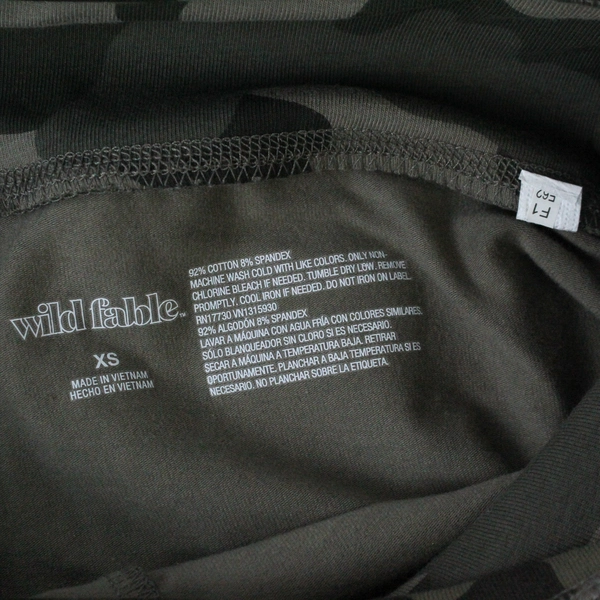 wild fable™
XS
MADE IN VIETNAM
HECHO EN VIETNAM
92% COTTON 8% SPANDEX
MACHINE WASH COLD WITH LIKE COLORS. ONLY NON-
CHLORINE BLEACH IF NEEDED. TUMBLE DRY LOW. REMOVE
PROMPTLY. COOL IRON IF NEEDED. DO NOT IRON ON LABEL.
RN17730 VN1315930
92% ALGODÓN 8% SPANDEX
LAVAR A MÁQUINA CON AGUA FRÍA CON COLORES SIMILARES.
SÓLO BLANQUEADOR SIN CLORO SI ES NECESARIO.
SECAR A MÁQUINA A TEMPERATURA BAJA. RETIRAR
OPORTUNAMENTE. PLANCHAR A BAJA TEMPERATURA SI ES
NECESARIO. NO PLANCHAR SOBRE LA ETIQUETA.
F1
E62